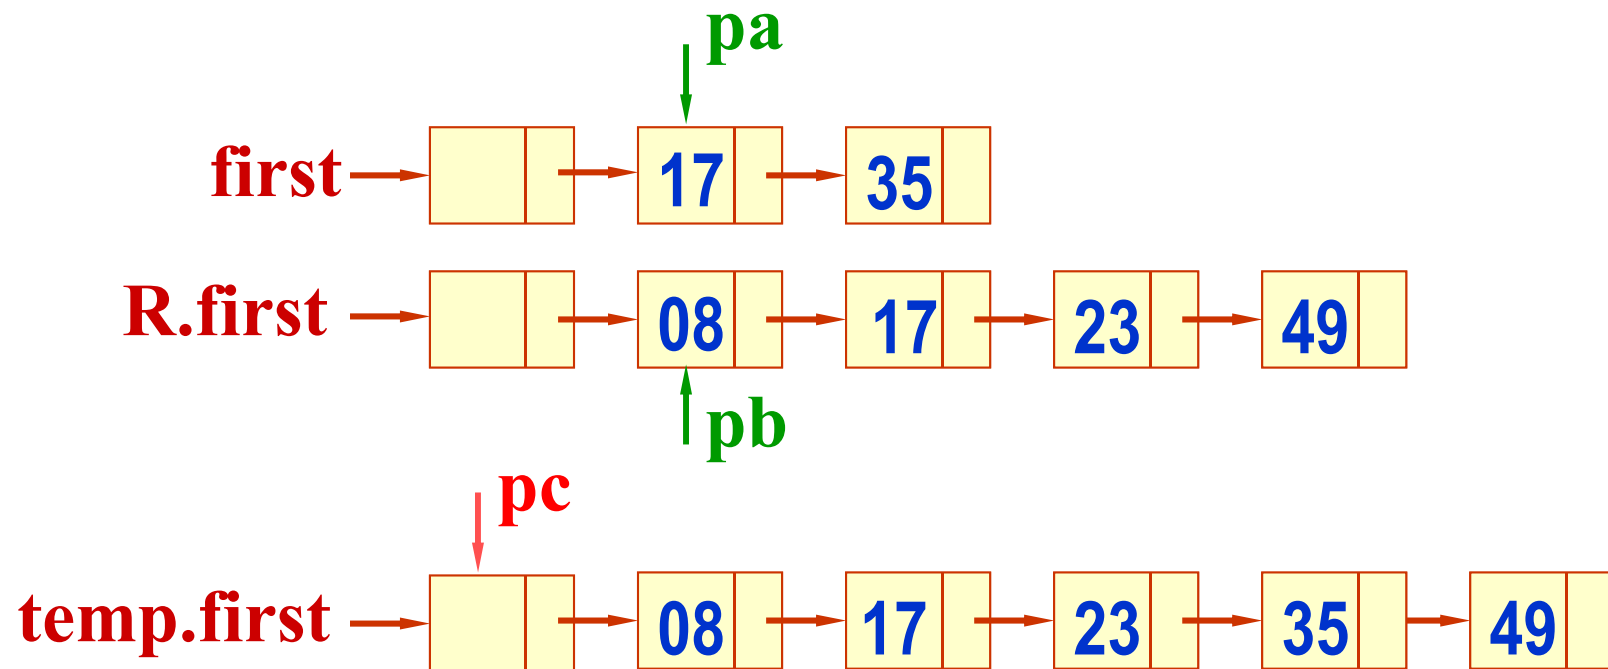 pa
first 17 35
R.first 08 17 23 49
pb
pc
temp.first 08 17 23 35 49